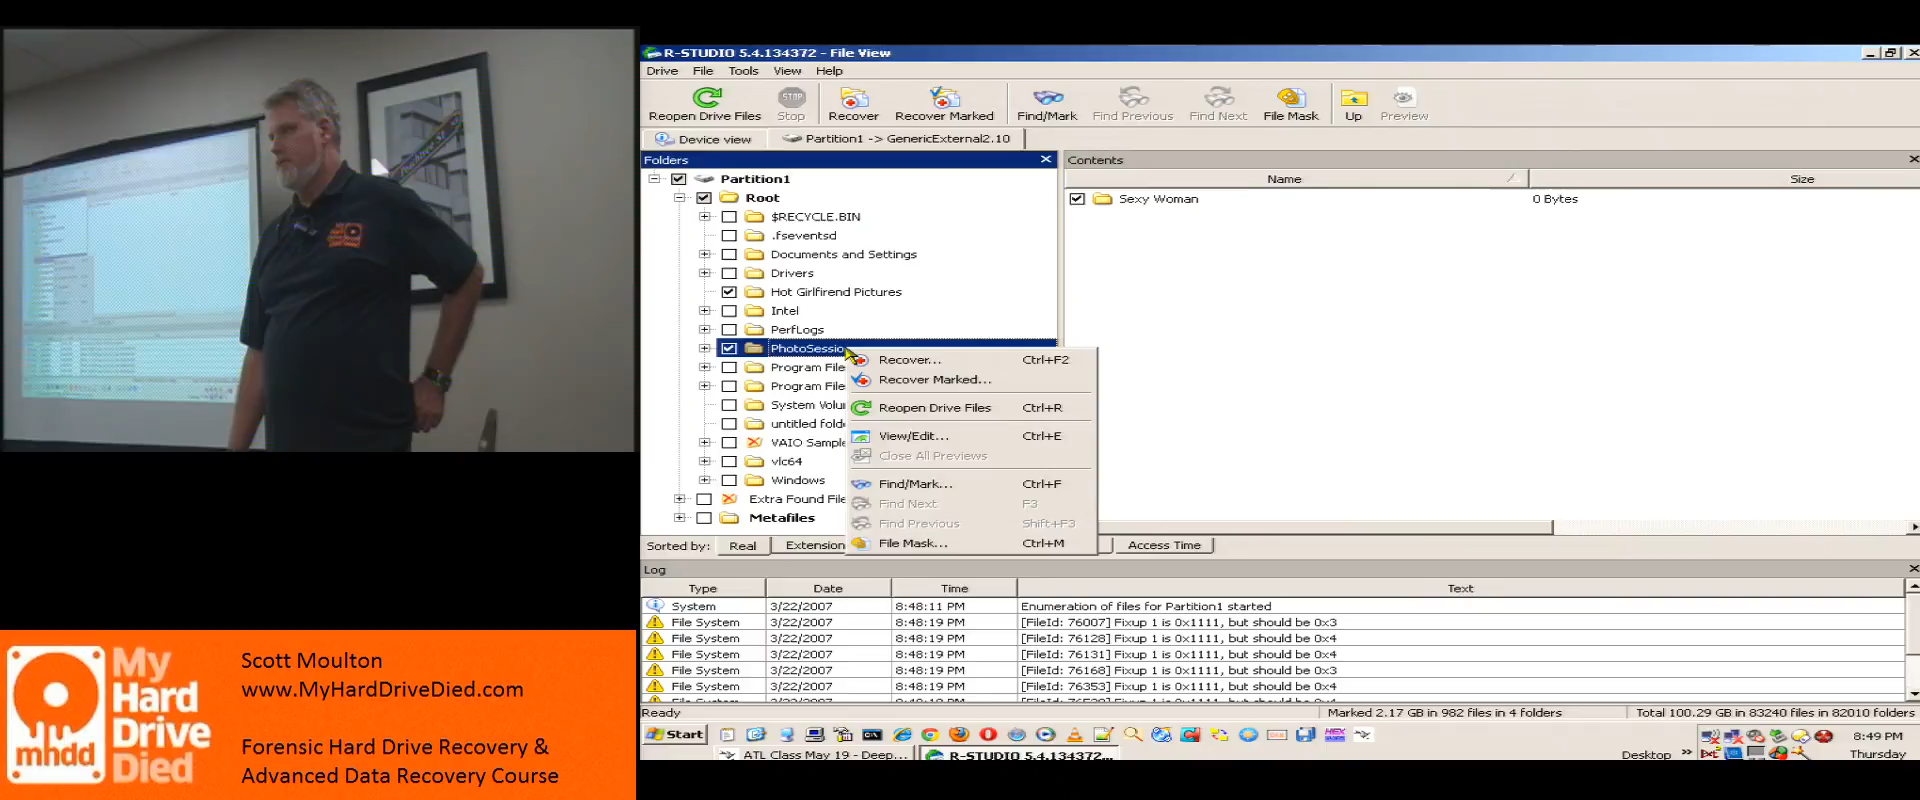 R-STUDIO 5.4.134372 - File View
Drive File Tools View Help
Reopen Drive Files Stop Recover Recover Marked Find/Mark Find Previous Find Next File Mask Up Preview
Device view Partition1 -> GenericExternal2.10
Folders
Partition1
Root
$RECYCLE.BIN
.fseventsd
Documents and Settings
Drivers
Hot Girlfirend Pictures
Intel
PerfLogs
PhotoSessio
Program File
Program File
System Volu
untitled fold
VAIO Sample
vlc64
Windows
Extra Found File
Metafiles
Recover... Ctrl+F2
Recover Marked...
Reopen Drive Files Ctrl+R
View/Edit... Ctrl+E
Close All Previews
Find/Mark... Ctrl+F
Find Next F3
Find Previous Shift+F3
File Mask... Ctrl+M
Contents
Name Size
Sexy Woman 0 Bytes
Sorted by: Real Extension Access Time
Log
Type Date Time Text
System 3/22/2007 8:48:11 PM Enumeration of files for Partition1 started
File System 3/22/2007 8:48:19 PM [FileId: 76007] Fixup 1 is 0x1111, but should be 0x3
File System 3/22/2007 8:48:19 PM [FileId: 76128] Fixup 1 is 0x1111, but should be 0x4
File System 3/22/2007 8:48:19 PM [FileId: 76131] Fixup 1 is 0x1111, but should be 0x4
File System 3/22/2007 8:48:19 PM [FileId: 76168] Fixup 1 is 0x1111, but should be 0x3
File System 3/22/2007 8:48:19 PM [FileId: 76353] Fixup 1 is 0x1111, but should be 0x4
Ready Marked 2.17 GB in 982 files in 4 folders Total 100.29 GB in 83240 files in 82010 folders
Start
ATL Class May 19 - Deep... R-STUDIO 5.4.134372...
Desktop
8:49 PM
Thursday
My
Hard
Drive
Died
mhdd
Scott Moulton
www.MyHardDriveDied.com
Forensic Hard Drive Recovery &
Advanced Data Recovery Course